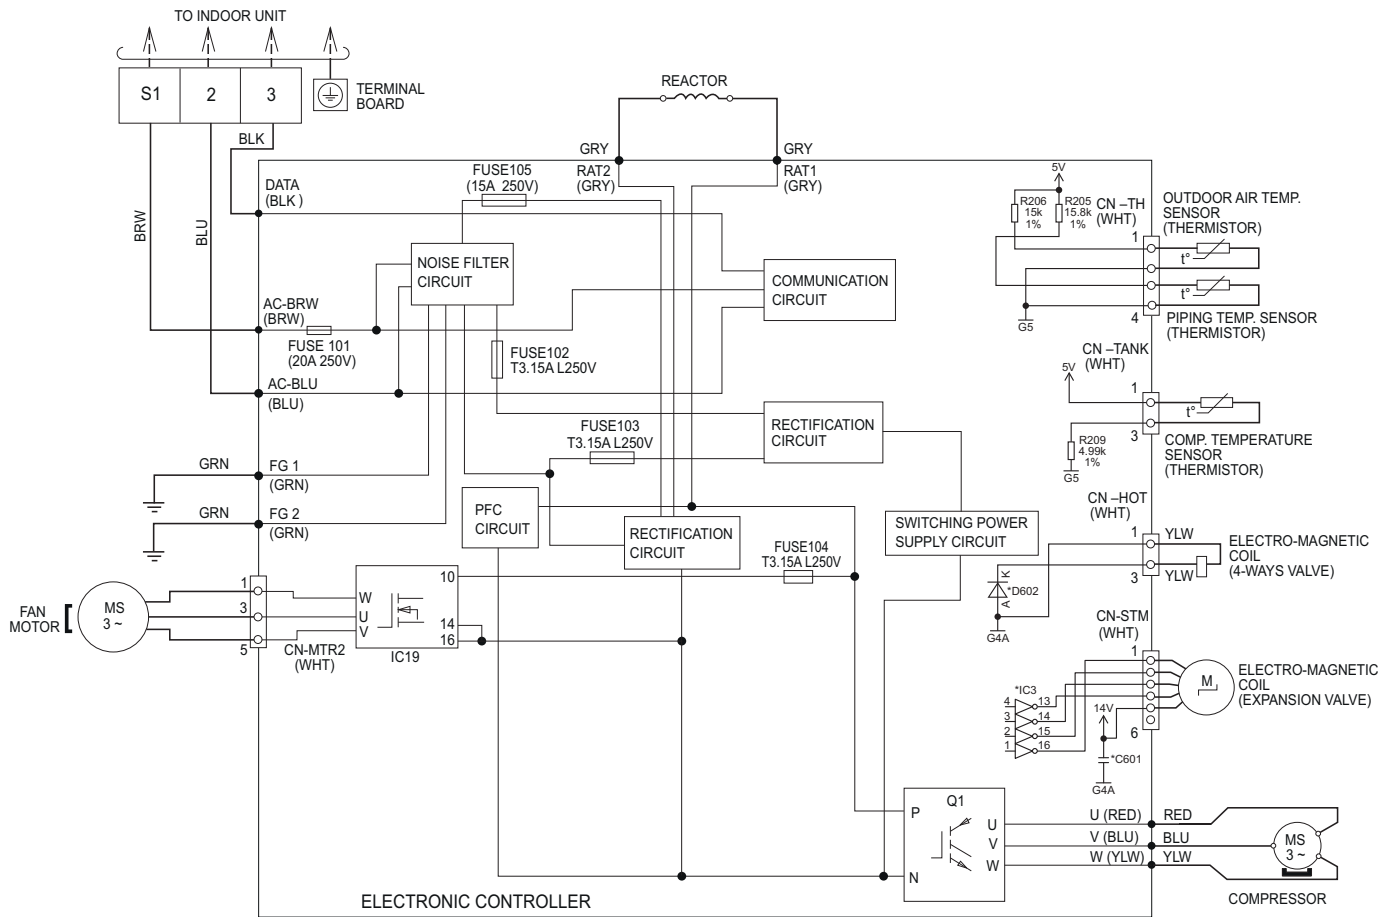 TO INDOOR UNIT
S1
2
3
TERMINAL
BOARD
BLK
BRW
BLU
REACTOR
GRY
GRY
RAT2
(GRY)
RAT1
(GRY)
DATA
(BLK )
FUSE105
(15A 250V)
NOISE FILTER
CIRCUIT
COMMUNICATION
CIRCUIT
AC-BRW
(BRW)
FUSE 101
(20A 250V)
FUSE102
T3.15A L250V
AC-BLU
(BLU)
FUSE103
T3.15A L250V
RECTIFICATION
CIRCUIT
GRN
FG 1
(GRN)
GRN
FG 2
(GRN)
PFC
CIRCUIT
RECTIFICATION
CIRCUIT
SWITCHING POWER
SUPPLY CIRCUIT
FUSE104
T3.15A L250V
FAN
MOTOR
MS
3 ~
1
3
5
CN-MTR2
(WHT)
W
U
V
10
14
16
IC19
5V
R206
15k
1%
R205
15.8k
1%
CN –TH
(WHT)
1
4
G5
t°
t°
OUTDOOR AIR TEMP.
SENSOR
(THERMISTOR)
PIPING TEMP. SENSOR
(THERMISTOR)
CN –TANK
(WHT)
5V
1
3
t°
R209
4.99k
1%
G5
COMP. TEMPERATURE
SENSOR
(THERMISTOR)
CN –HOT
(WHT)
1
3
YLW
YLW
ELECTRO-MAGNETIC
COIL
(4-WAYS VALVE)
K
A
*D602
G4A
CN-STM
(WHT)
1
6
M
ELECTRO-MAGNETIC
COIL
(EXPANSION VALVE)
*IC3
4
13
3
14
2
15
1
16
14V
*C601
G4A
Q1
P
N
U
V
W
U (RED)
RED
V (BLU)
BLU
W (YLW)
YLW
MS
3 ~
COMPRESSOR
ELECTRONIC CONTROLLER